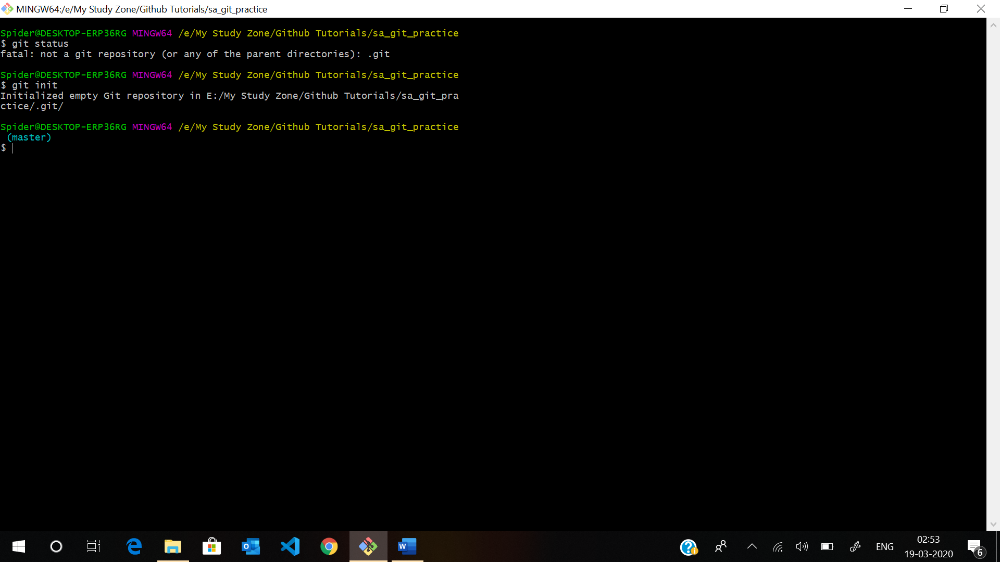 MINGW64:/e/My Study Zone/Github Tutorials/sa_git_practice
Spider@DESKTOP-ERP36RG MINGW64 /e/My Study Zone/Github Tutorials/sa_git_practice
$ git status
fatal: not a git repository (or any of the parent directories): .git
Spider@DESKTOP-ERP36RG MINGW64 /e/My Study Zone/Github Tutorials/sa_git_practice
$ git init
Initialized empty Git repository in E:/My Study Zone/Github Tutorials/sa_git_pra
ctice/.git/
Spider@DESKTOP-ERP36RG MINGW64 /e/My Study Zone/Github Tutorials/sa_git_practice
(master)
$
ENG
02:53
19-03-2020
6